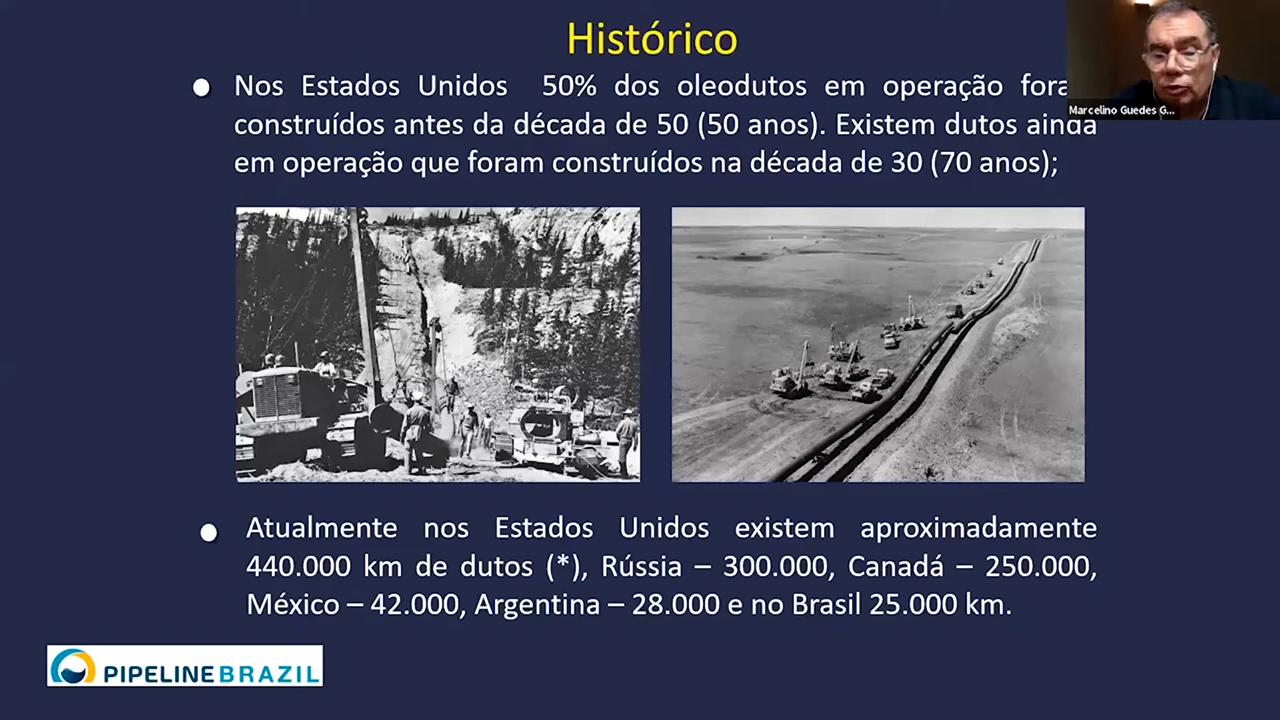 Histórico
Nos Estados Unidos 50% dos oleodutos em operação
construídos antes da década de 50 (50 anos). Existem dutos ainda
em operação que foram construídos na década de 30 (70 anos);
Atualmente nos Estados Unidos existem aproximadamente
440.000 km de dutos (*), Rússia – 300.000, Canadá – 250.000,
México – 42.000, Argentina – 28.000 e no Brasil 25.000 km.
PIPELINEBRAZIL
Marcelino Guedes G...